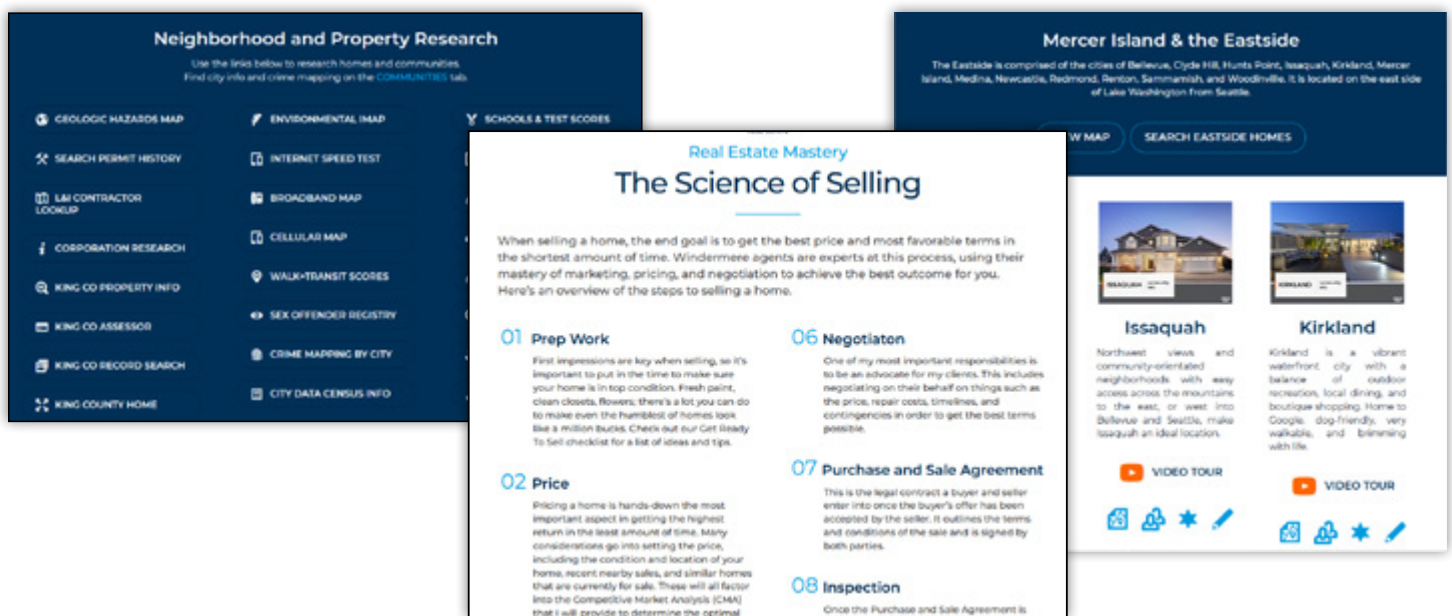 Neighborhood and Property Research
Use the links below to research homes and communities.
Find city info and crime mapping on the COMMUNITIES tab.
GEOLOGIC HAZARDS MAP
SEARCH PERMIT HISTORY
L&I CONTRACTOR
LOOKUP
CORPORATION RESEARCH
KING CO PROPERTY INFO
KING CO ASSESSOR
KING CO RECORD SEARCH
KING COUNTY HOME
ENVIRONMENTAL IMAP
INTERNET SPEED TEST
BROADBAND MAP
CELLULAR MAP
WALK+TRANSIT SCORES
SEX OFFENDER REGISTRY
CRIME MAPPING BY CITY
CITY DATA CENSUS INFO
SCHOOLS & TEST SCORES
Real Estate Mastery
The Science of Selling
When selling a home, the end goal is to get the best price and most favorable terms in
the shortest amount of time. Windermere agents are experts at this process, using their
mastery of marketing, pricing, and negotiation to achieve the best outcome for you.
Here's an overview of the steps to selling a home.
01 Prep Work
First impressions are key when selling, so it's
important to put in the time to make sure
your home is in top condition. Fresh paint,
clean closets, flowers; there's a lot you can do
to make even the humblest of homes look
like a million bucks. Check out our Get Ready
To Sell checklist for a list of ideas and tips.
02 Price
Pricing a home is hands-down the most
important aspect in getting the highest
return in the least amount of time. Many
considerations go into setting the price,
including the condition and location of your
home, recent nearby sales, and similar homes
that are currently for sale. These will all factor
into the Competitive Market Analysis (CMA)
that I will provide to determine the optimal
06 Negotiaton
One of my most important responsibilities is
to be an advocate for my clients. This includes
negotiating on their behalf on things such as
the price, repair costs, timelines, and
contingencies in order to get the best terms
possible.
07 Purchase and Sale Agreement
This is the legal contract a buyer and seller
enter into once the buyer's offer has been
accepted by the seller. It outlines the terms
and conditions of the sale and is signed by
both parties.
08 Inspection
Once the Purchase and Sale Agreement is
Mercer Island & the Eastside
The Eastside is comprised of the cities of Bellevue, Clyde Hill, Hunts Point, Issaquah, Kirkland, Mercer
Island, Medina, Newcastle, Redmond, Renton, Sammamish, and Woodinville. It is located on the east side
of Lake Washington from Seattle.
W MAP
SEARCH EASTSIDE HOMES
ISSAQUAH
Issaquah
Northwest views and
community-orientated
neighborhoods with easy
access across the mountains
to the east, or west into
Bellevue and Seattle, make
Issaquah an ideal location.
VIDEO TOUR
KIRKLAND
Kirkland
Kirkland is a vibrant
waterfront city with a
balance of outdoor
recreation, local dining, and
boutique shopping. Home to
Google, dog-friendly, very
walkable, and brimming
with life.
VIDEO TOUR